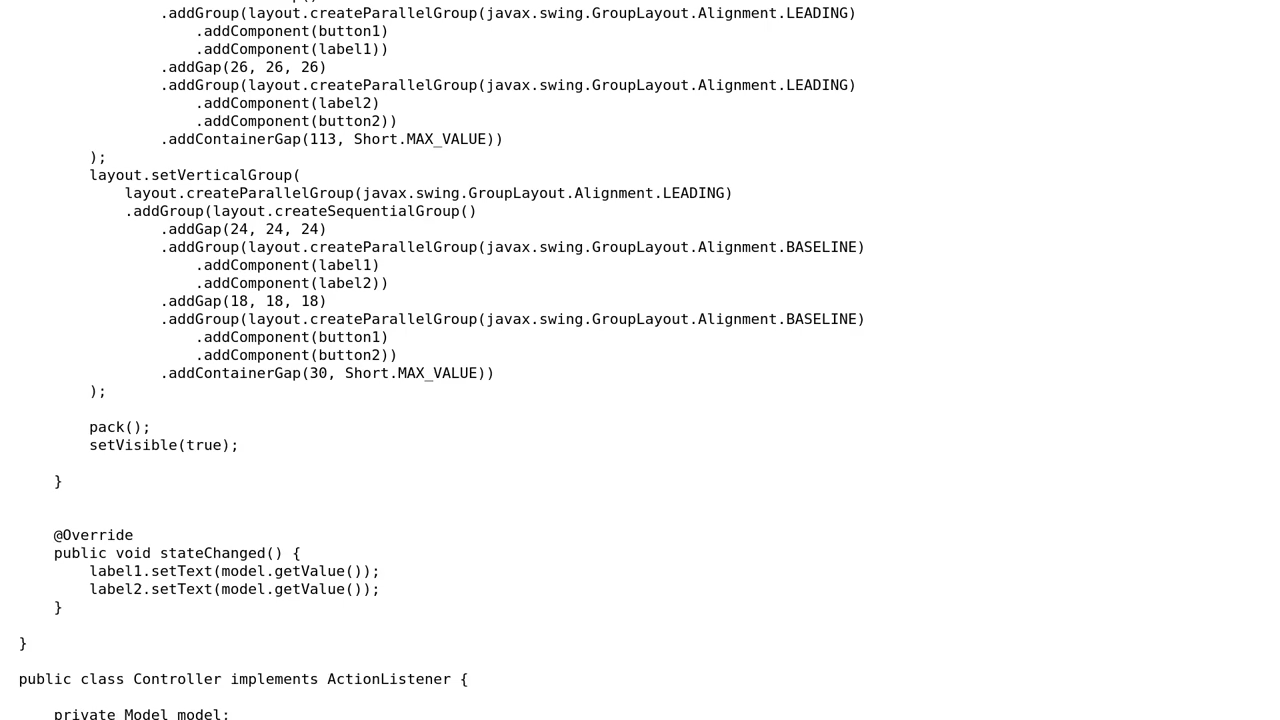 .addGroup(layout.createParallelGroup(javax.swing.GroupLayout.Alignment.LEADING)
.addComponent(button1)
.addComponent(label1))
.addGap(26, 26, 26)
.addGroup(layout.createParallelGroup(javax.swing.GroupLayout.Alignment.LEADING)
.addComponent(label2)
.addComponent(button2))
.addContainerGap(113, Short.MAX_VALUE))
);
layout.setVerticalGroup(
layout.createParallelGroup(javax.swing.GroupLayout.Alignment.LEADING)
.addGroup(layout.createSequentialGroup()
.addGap(24, 24, 24)
.addGroup(layout.createParallelGroup(javax.swing.GroupLayout.Alignment.BASELINE)
.addComponent(label1)
.addComponent(label2))
.addGap(18, 18, 18)
.addGroup(layout.createParallelGroup(javax.swing.GroupLayout.Alignment.BASELINE)
.addComponent(button1)
.addComponent(button2))
.addContainerGap(30, Short.MAX_VALUE))
);
pack();
setVisible(true);
}
@Override
public void stateChanged() {
label1.setText(model.getValue());
label2.setText(model.getValue());
}
}
public class Controller implements ActionListener {
private Model model;